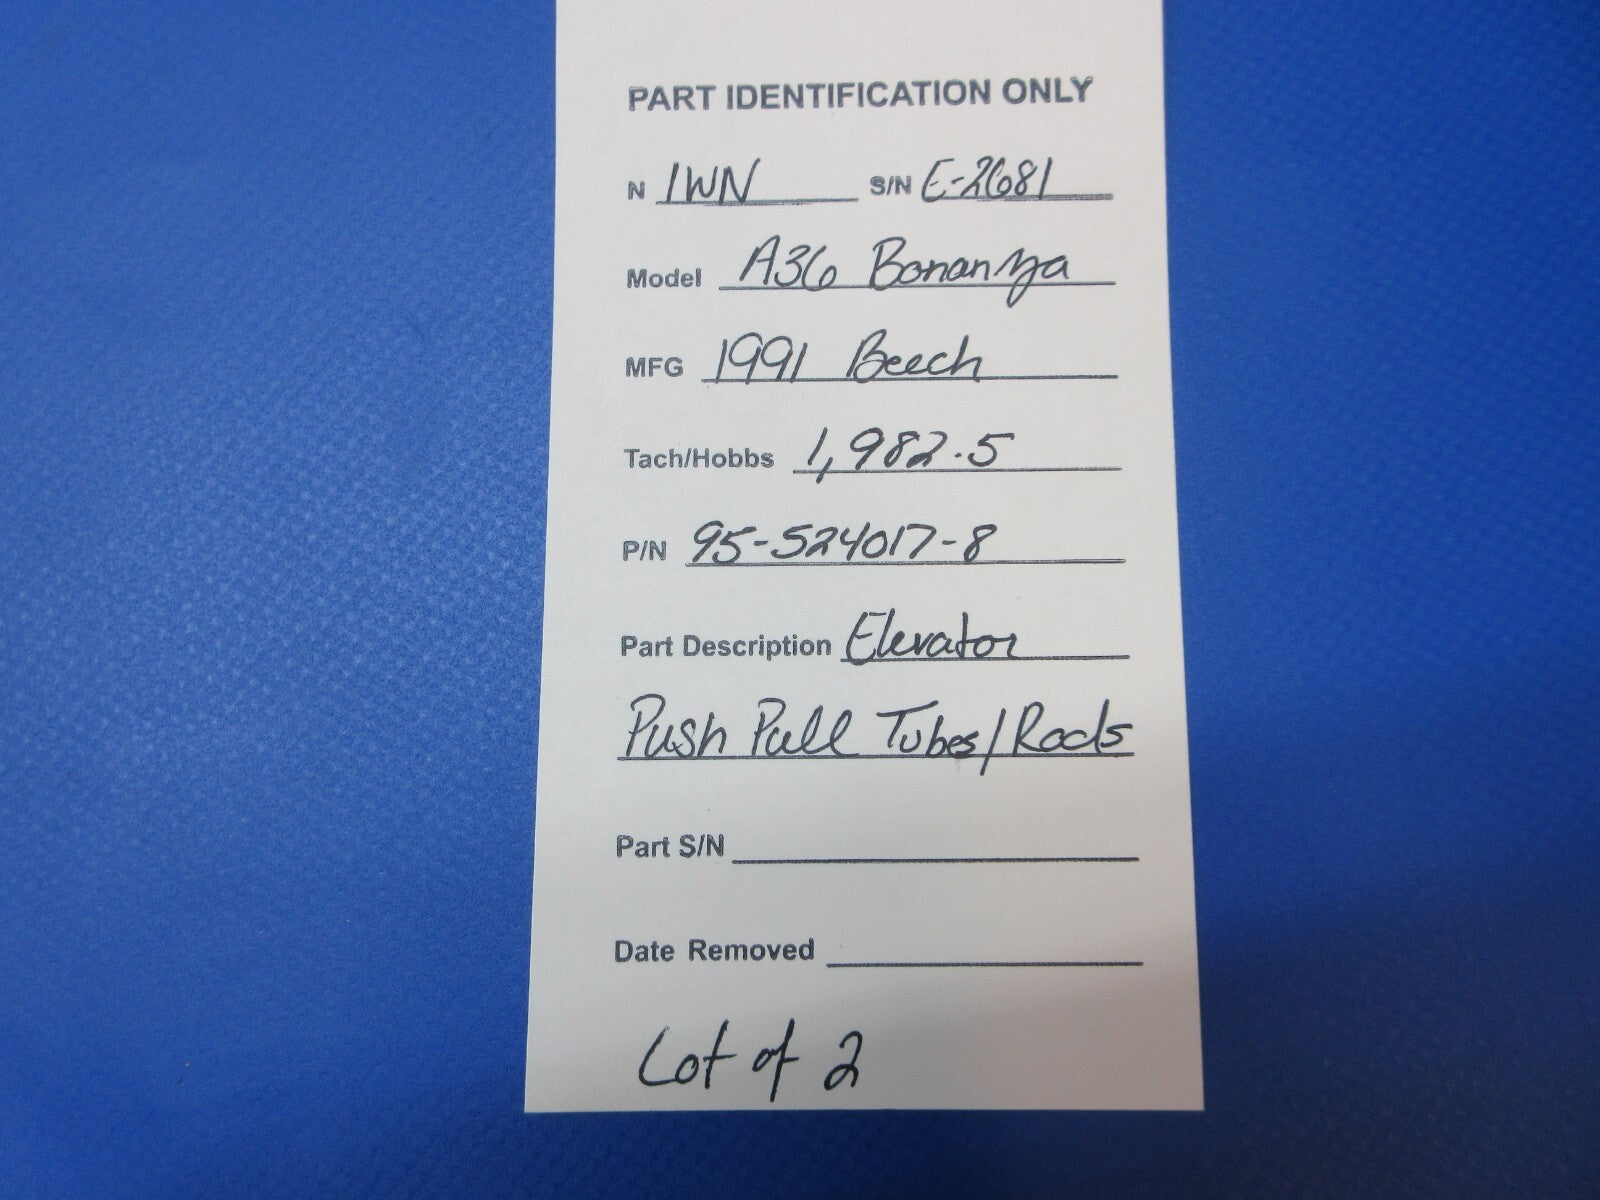 PART IDENTIFICATION ONLY
N 1WN S/N E-2681
Model A36 Bonanza
MFG 1991 Beech
Tach/Hobbs 1,982.5
P/N 95-524017-8
Part Description Elevator
Push Pull Tubes/Rods
Part S/N
Date Removed
Lot of 2